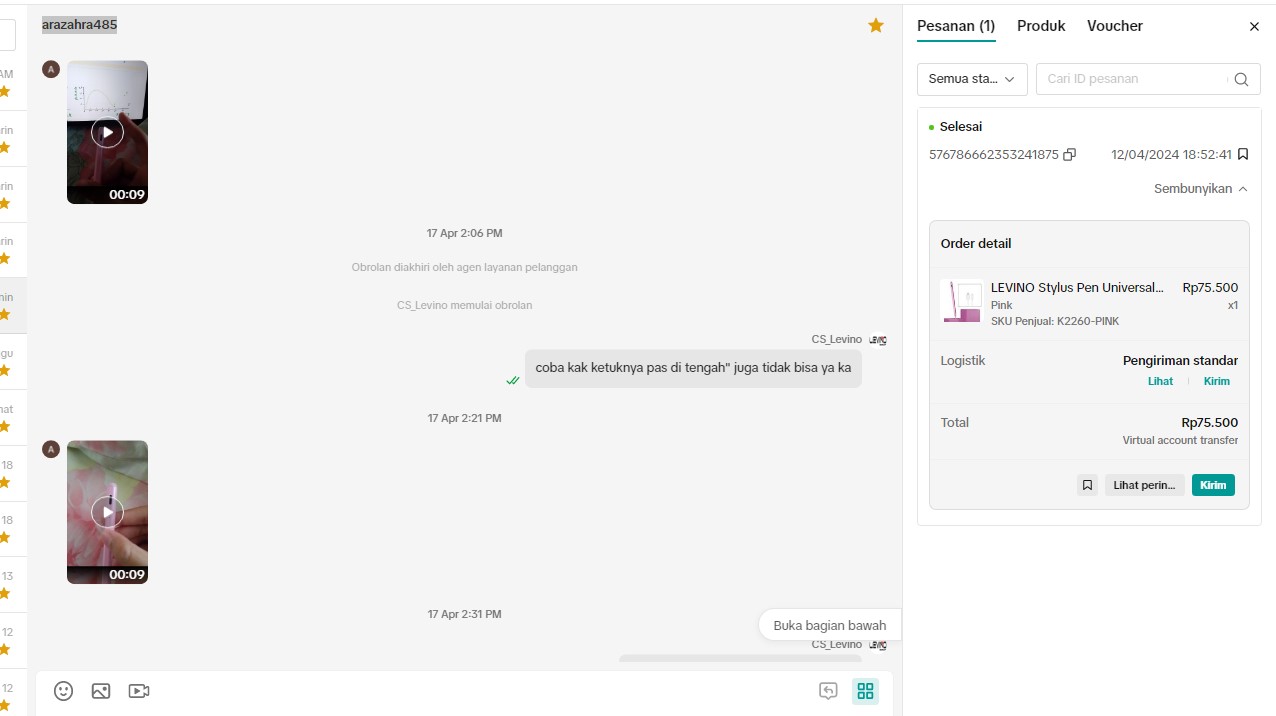 arazahra485
Pesanan (1)
Produk
Voucher
AM
rin
rin
rin
nin
gu
nat
18
18
13
12
12
A
00:09
17 Apr 2:06 PM
Obrolan diakhiri oleh agen layanan pelanggan
CS_Levino memulai obrolan
CS_Levino
coba kak ketuknya pas di tengah" juga tidak bisa ya ka
17 Apr 2:21 PM
A
00:09
17 Apr 2:31 PM
Buka bagian bawah
CS_Levino
Semua sta...
Cari ID pesanan
Selesai
576786662353241875
12/04/2024 18:52:41
Sembunyikan
Order detail
LEVINO Stylus Pen Universal... Rp75.500
Pink x1
SKU Penjual: K2260-PINK
Logistik Pengiriman standar
Lihat Kirim
Total Rp75.500
Virtual account transfer
Lihat perin... Kirim